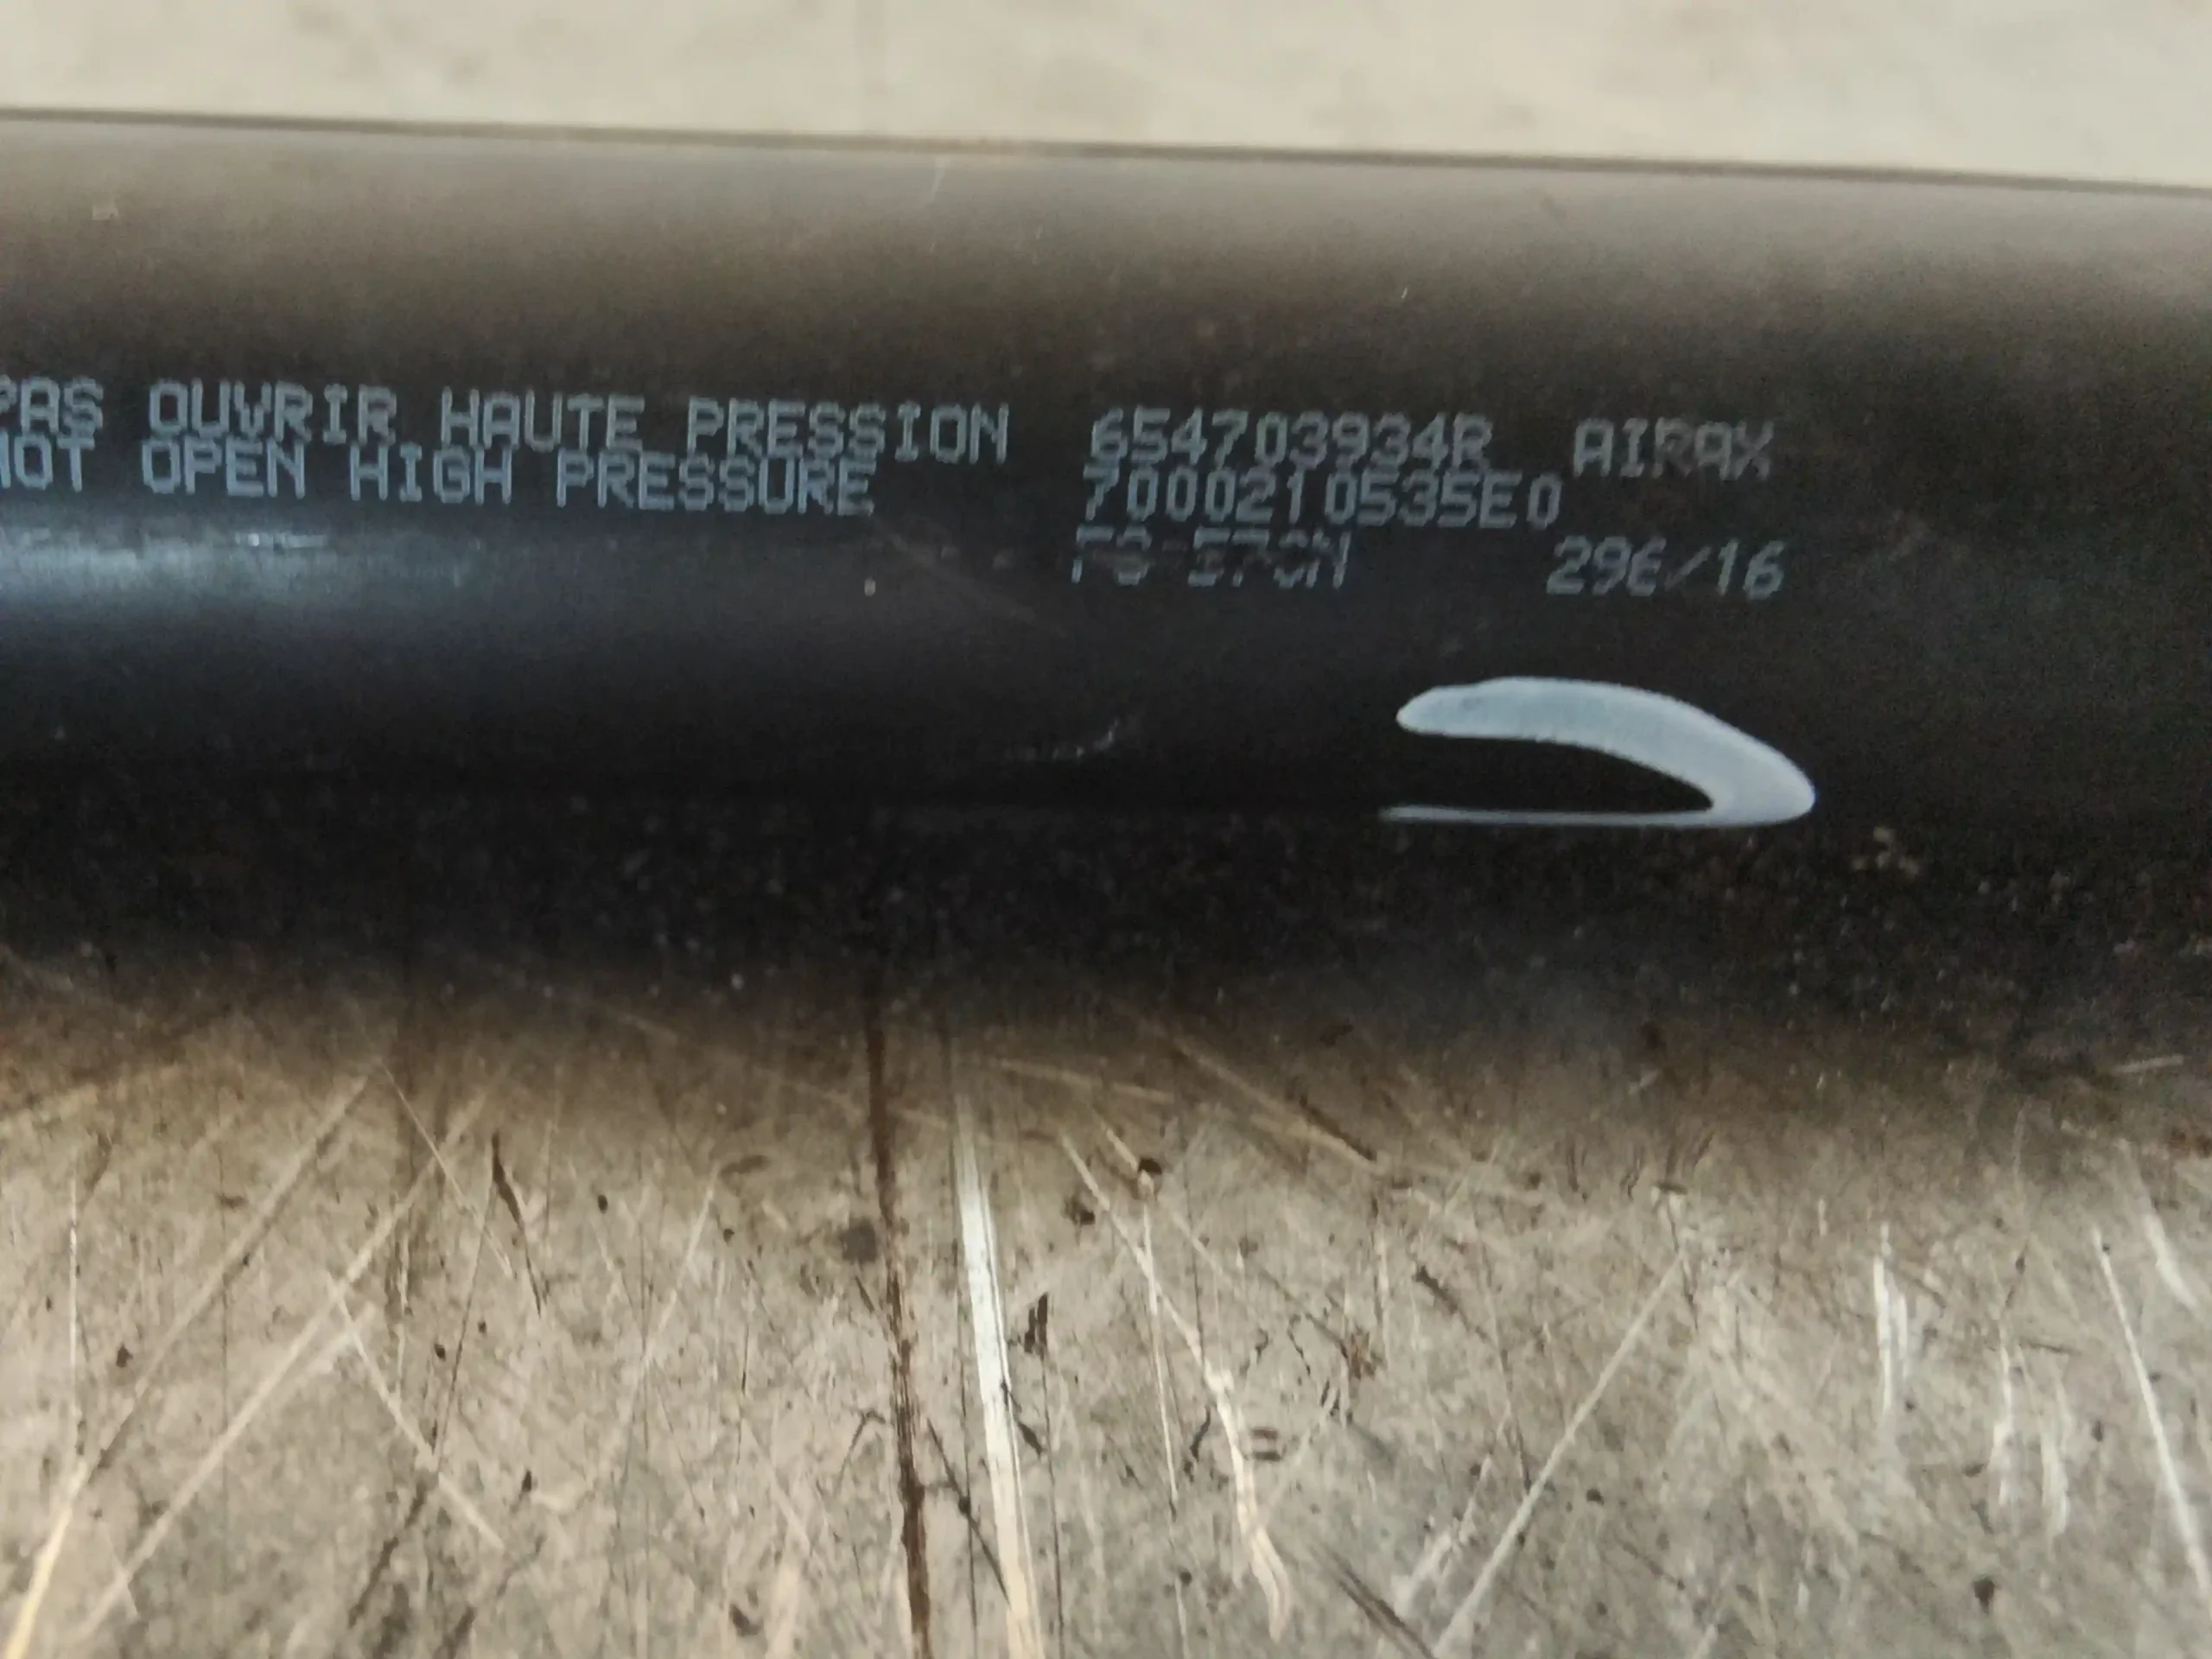 PAS OUVRIR HAUTE PRESSION 654703934R AIRAX
NOT OPEN HIGH PRESSURE 7000210535E0
296/16